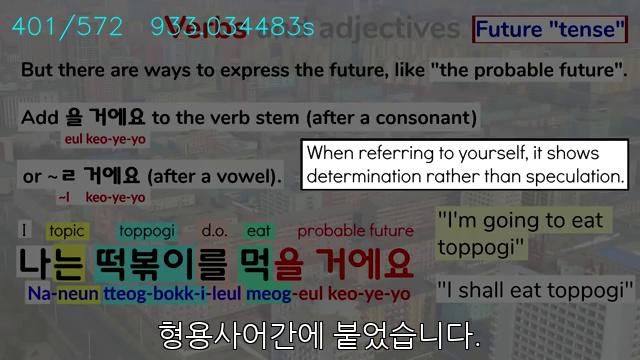 401/572 933.034483s
Verbs and adjectives
Future "tense"
But there are ways to express the future, like "the probable future".
Add 을 거에요 to the verb stem (after a consonant)
eul keo-ye-yo
or ~ㄹ 거에요 (after a vowel).
~l keo-ye-yo
When referring to yourself, it shows
determination rather than speculation.
I topic toppogi d.o. eat probable future
나는 떡볶이를 먹을 거에요
Na-neun tteog-bokk-i-leul meog-eul keo-ye-yo
"I'm going to eat
toppogi"
"I shall eat toppogi"
형용사어간에 붙었습니다.